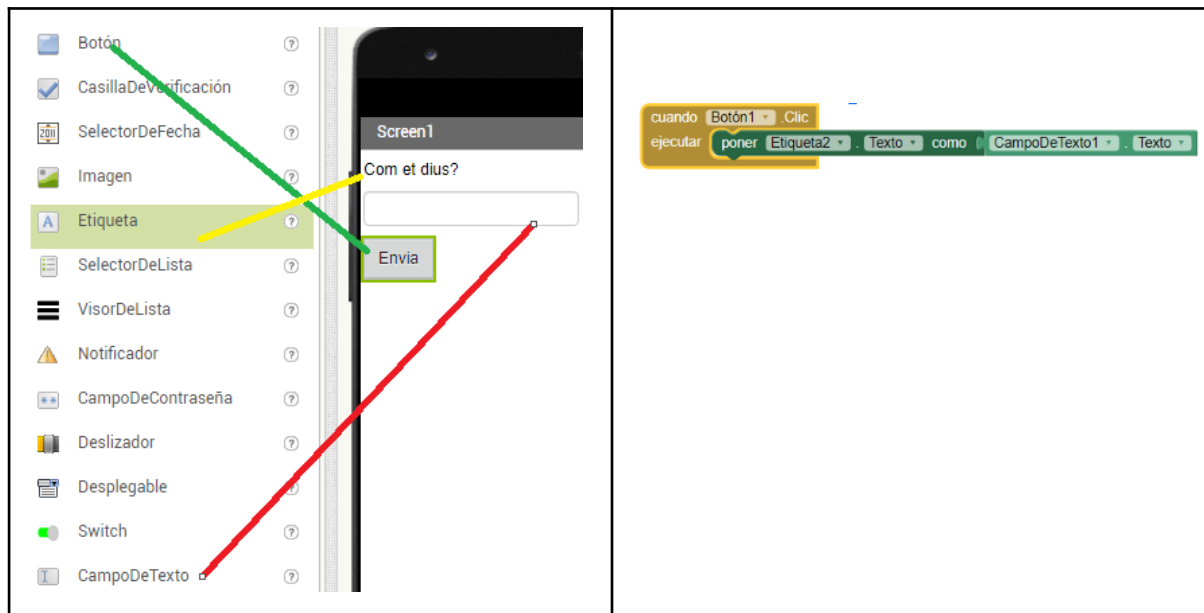 Botón
CasillaDeVerificación
SelectorDeFecha
Imagen
Etiqueta
SelectorDeLista
VisorDeLista
Notificador
CampoDeContraseña
Deslizador
Desplegable
Switch
CampoDeTexto
Screen1
Com et dius?
Envia
cuando Botón1 .Clic
ejecutar poner Etiqueta2 . Texto como CampoDeTexto1 . Texto